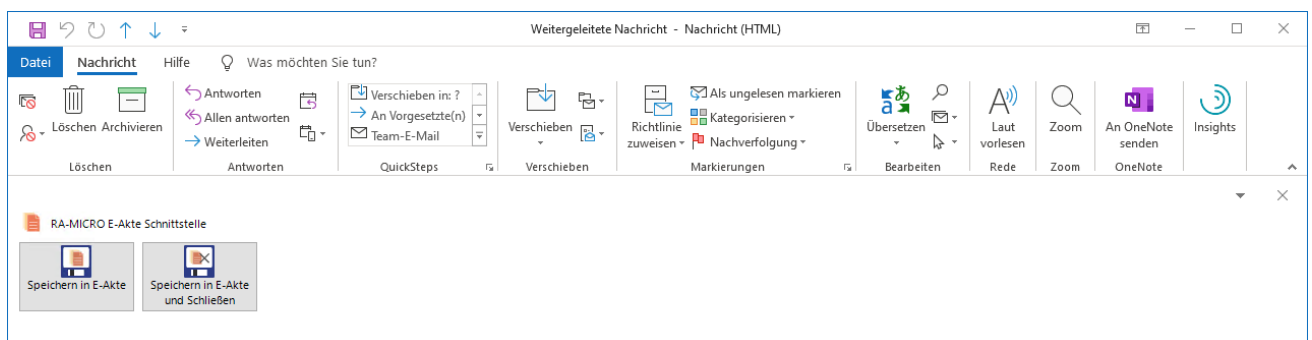 Weitergeleitete Nachricht - Nachricht (HTML)
Datei Nachricht Hilfe Was möchten Sie tun?
Löschen Archivieren
Löschen
Antworten
Allen antworten
Weiterleiten
Antworten
Verschieben in: ?
An Vorgesetzte(n)
Team-E-Mail
QuickSteps
Verschieben
Verschieben
Richtlinie
zuweisen
Als ungelesen markieren
Kategorisieren
Nachverfolgung
Markierungen
Übersetzen
Bearbeiten
Laut
vorlesen
Rede
Zoom
Zoom
An OneNote
senden
OneNote
Insights
RA-MICRO E-Akte Schnittstelle
Speichern in E-Akte
Speichern in E-Akte
und Schließen